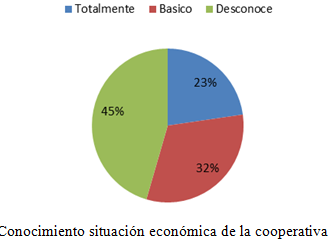 Totalmente Basico Desconoce
23%
45%
32%
Conocimiento situación económica de la cooperativa